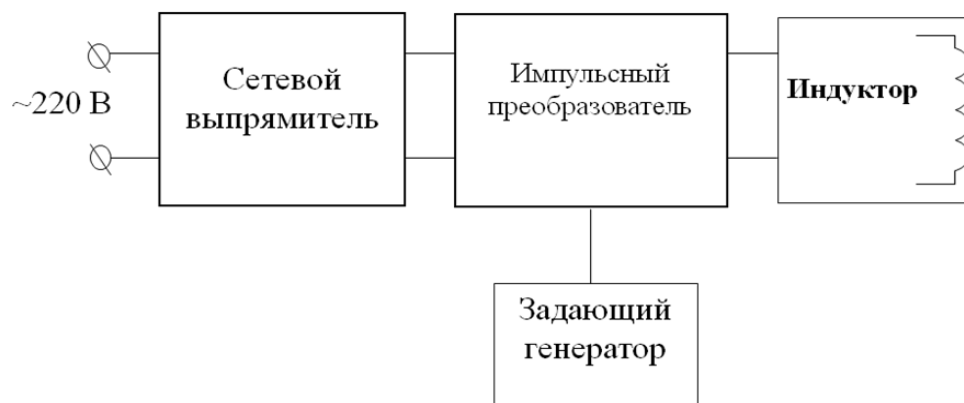 ~220 В
Сетевой
выпрямитель
Импульсный
преобразователь
Индуктор
Задающий
генератор